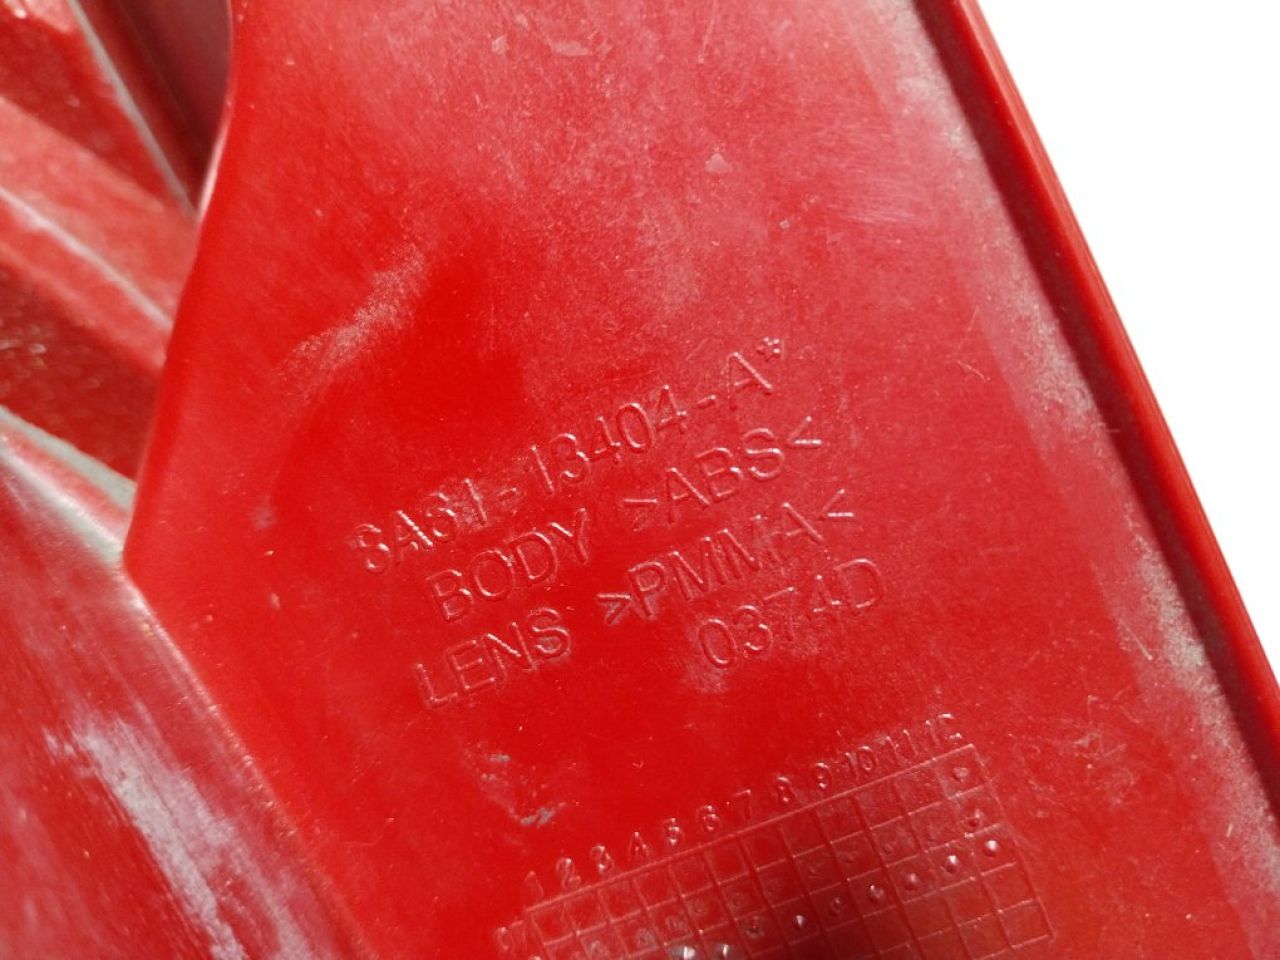 8A61-13404-A*
BODY >ABS<
LENS >PMMA<
0374D
1 2 3 4 5 6 7 8 9 10 11 12